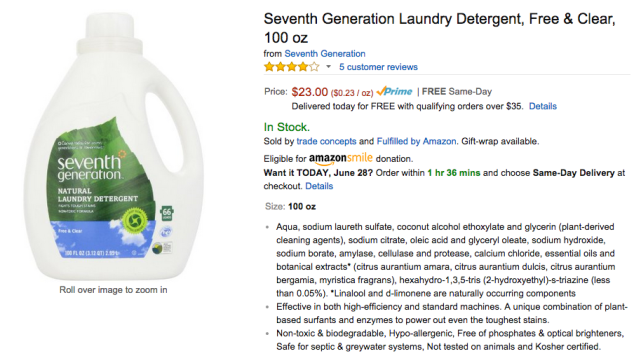 Seventh Generation Laundry Detergent, Free & Clear,
100 oz
from Seventh Generation
5 customer reviews
Price: $23.00 ($0.23 / oz) Prime | FREE Same-Day
Delivered today for FREE with qualifying orders over $35. Details
In Stock.
Sold by trade concepts and Fulfilled by Amazon. Gift-wrap available.
Eligible for amazonsmile donation.
Want it TODAY, June 28? Order within 1 hr 36 mins and choose Same-Day Delivery at
checkout. Details
Size: 100 oz
Aqua, sodium laureth sulfate, coconut alcohol ethoxylate and glycerin (plant-derived
cleaning agents), sodium citrate, oleic acid and glyceryl oleate, sodium hydroxide,
sodium borate, amylase, cellulase and protease, calcium chloride, essential oils and
botanical extracts* (citrus aurantium amara, citrus aurantium dulcis, citrus aurantium
bergamia, myristica fragrans), hexahydro-1,3,5-tris (2-hydroxyethyl)-s-triazine (less
than 0.05%). *Linalool and d-limonene are naturally occurring components
Effective in both high-efficiency and standard machines. A unique combination of plant-
based surfants and enzymes to power out even the toughest stains.
Non-toxic & biodegradable, Hypo-allergenic, Free of phosphates & optical brighteners,
Safe for septic & greywater systems, Not tested on animals and Kosher certified.
seventh
generation.
NATURAL
LAUNDRY DETERGENT
66
Free & Clear
Roll over image to zoom in